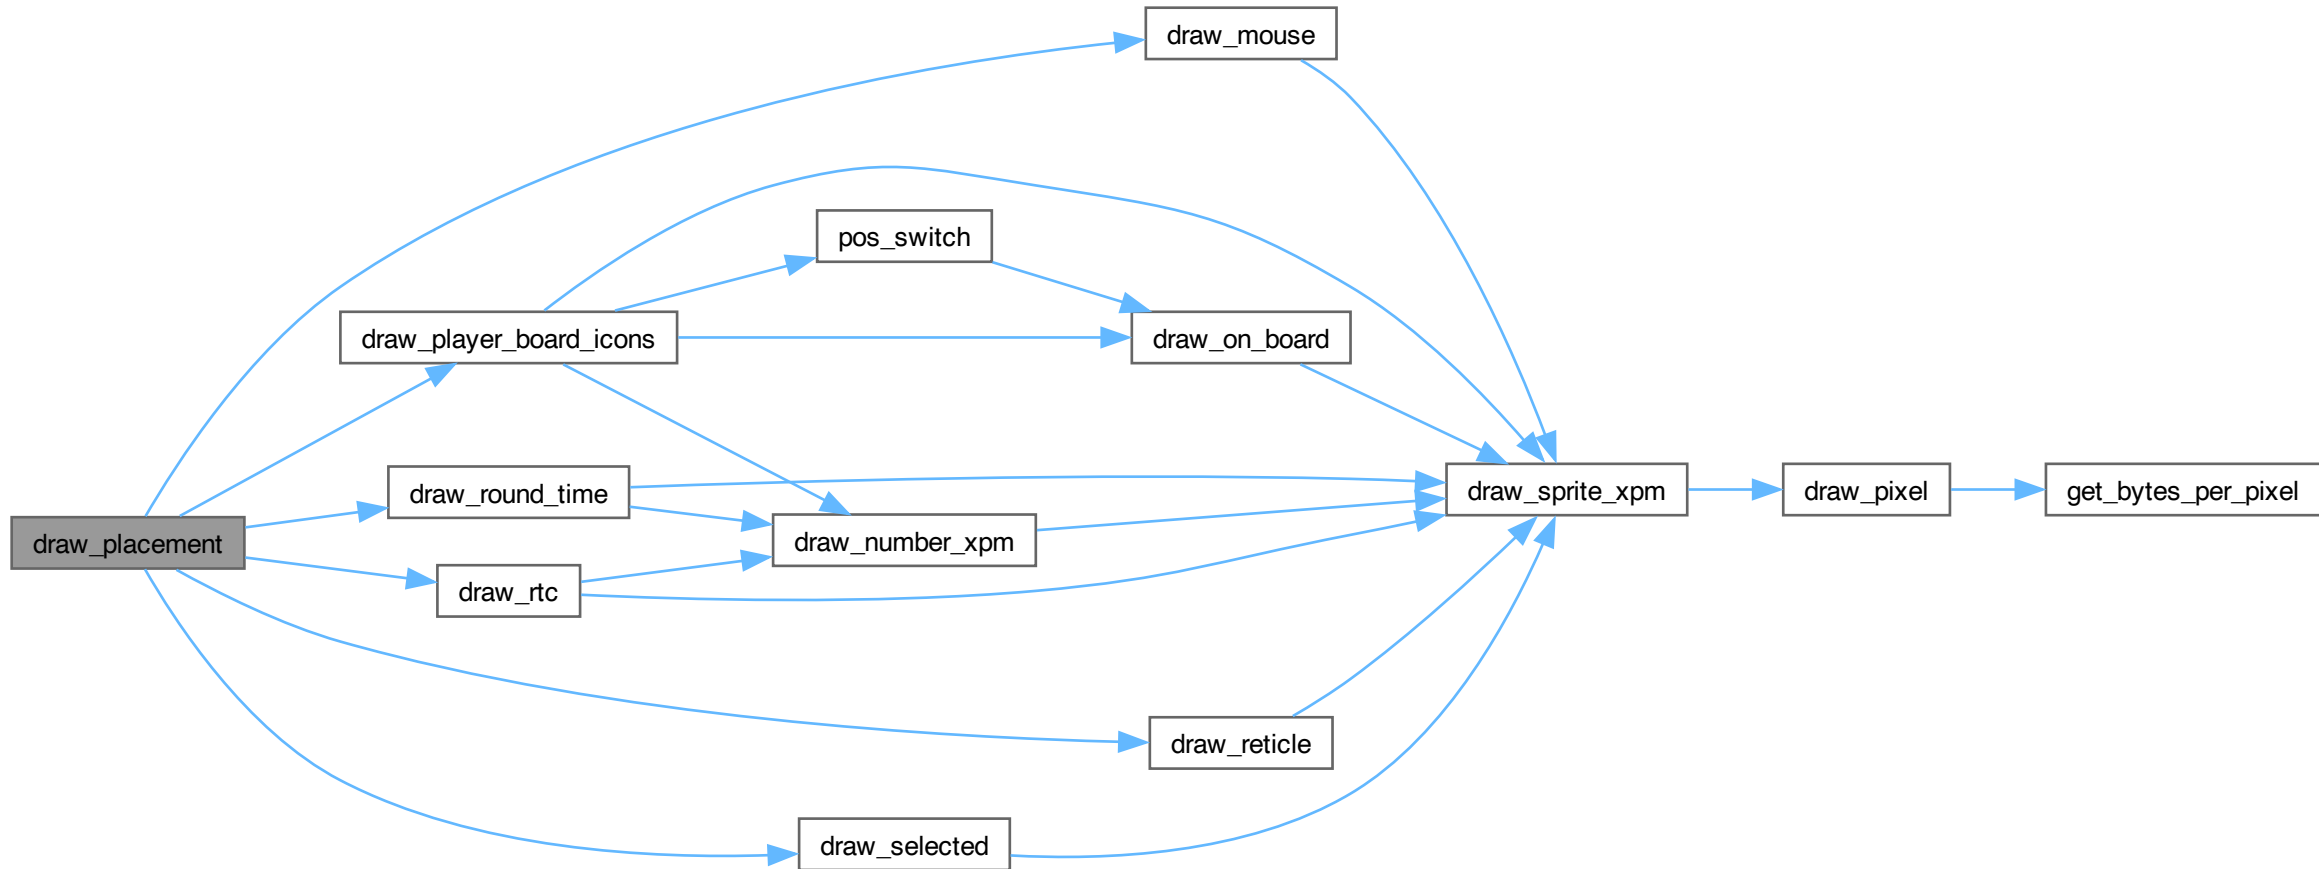 draw_mouse
pos_switch
draw_player_board_icons
draw_on_board
draw_round_time
draw_sprite_xpm
draw_pixel
get_bytes_per_pixel
draw_placement
draw_number_xpm
draw_rtc
draw_reticle
draw_selected